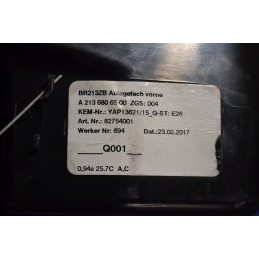 BR213ZB Ablagefach vorne
A 213 680 65 00 ZGS: 004
KEM-Nr.: YAP13621/15_Q-ST: E26
Art. Nr.: 82754001
Werker Nr: 694 Dat.:23.02.2017
____Q001____
0,94s 25.7C A,C